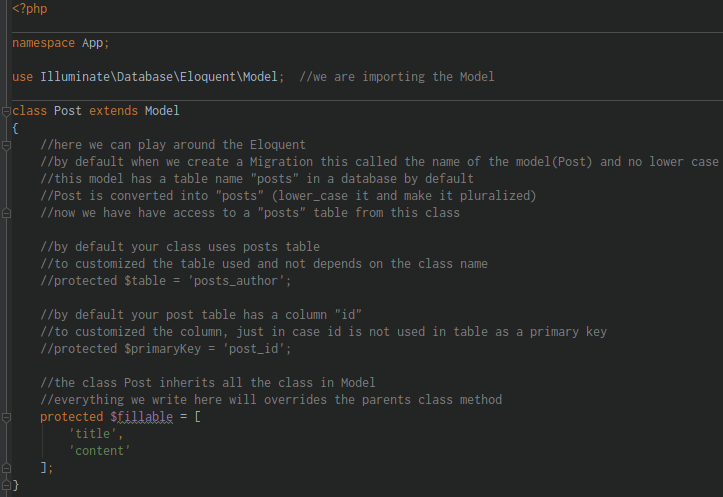 <?php
namespace App;
use Illuminate\Database\Eloquent\Model;  //we are importing the Model
class Post extends Model
{
    //here we can play around the Eloquent
    //by default when we create a Migration this called the name of the model(Post) and no lower case
    //this model has a table name "posts" in a database by default
    //Post is converted into "posts" (lower_case it and make it pluralized)
    //now we have have access to a "posts" table from this class
    //by default your class uses posts table
    //to customized the table used and not depends on the class name
    //protected $table = 'posts_author';
    //by default your post table has a column "id"
    //to customized the column, just in case id is not used in table as a primary key
    //protected $primaryKey = 'post_id';
    //the class Post inherits all the class in Model
    //everything we write here will overrides the parents class method
    protected $fillable = [
        'title',
        'content'
    ];
}